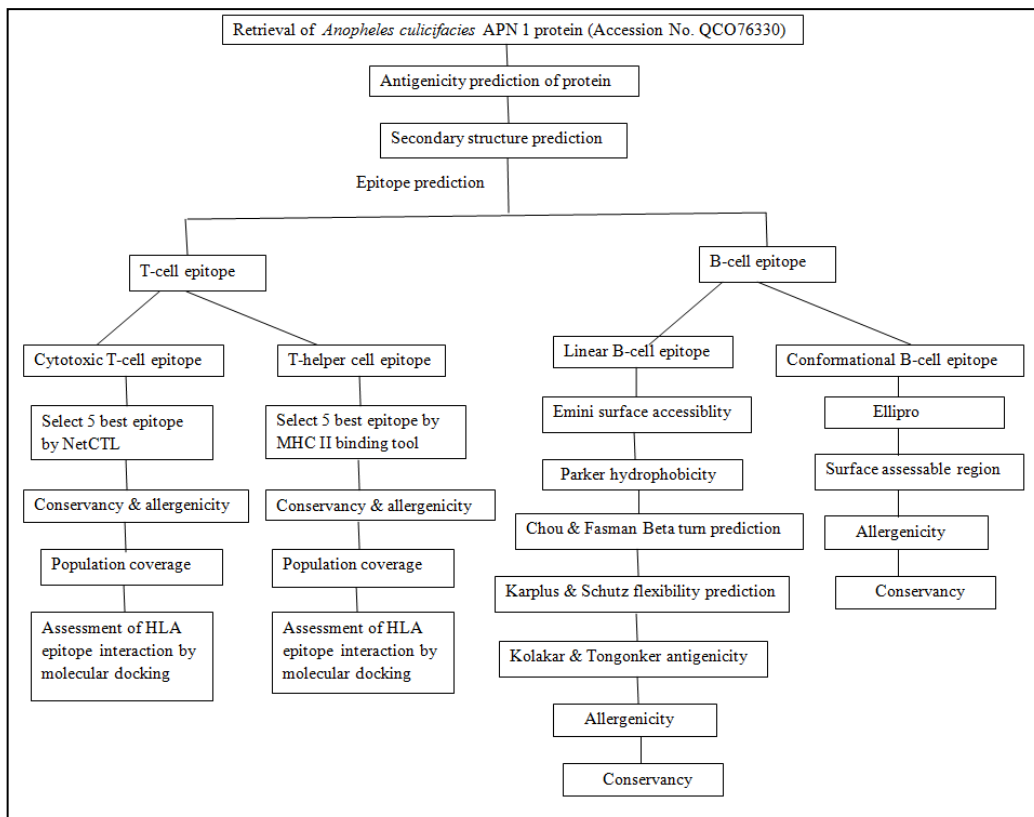 Retrieval of Anopheles culicifacies APN 1 protein (Accession No. QCO76330)
Antigenicity prediction of protein
Secondary structure prediction
Epitope prediction
T-cell epitope
B-cell epitope
Cytotoxic T-cell epitope
T-helper cell epitope
Linear B-cell epitope
Conformational B-cell epitope
Select 5 best epitope
by NetCTL
Select 5 best epitope by
MHC II binding tool
Emini surface accessiblity
Ellipro
Conservancy & allergenicity
Conservancy & allergenicity
Parker hydrophobicity
Surface assessable region
Population coverage
Population coverage
Chou & Fasman Beta turn prediction
Allergenicity
Karplus & Schutz flexibility prediction
Conservancy
Assessment of HLA
epitope interaction by
molecular docking
Assessment of HLA
epitope interaction by
molecular docking
Kolakar & Tongonker antigenicity
Allergenicity
Conservancy